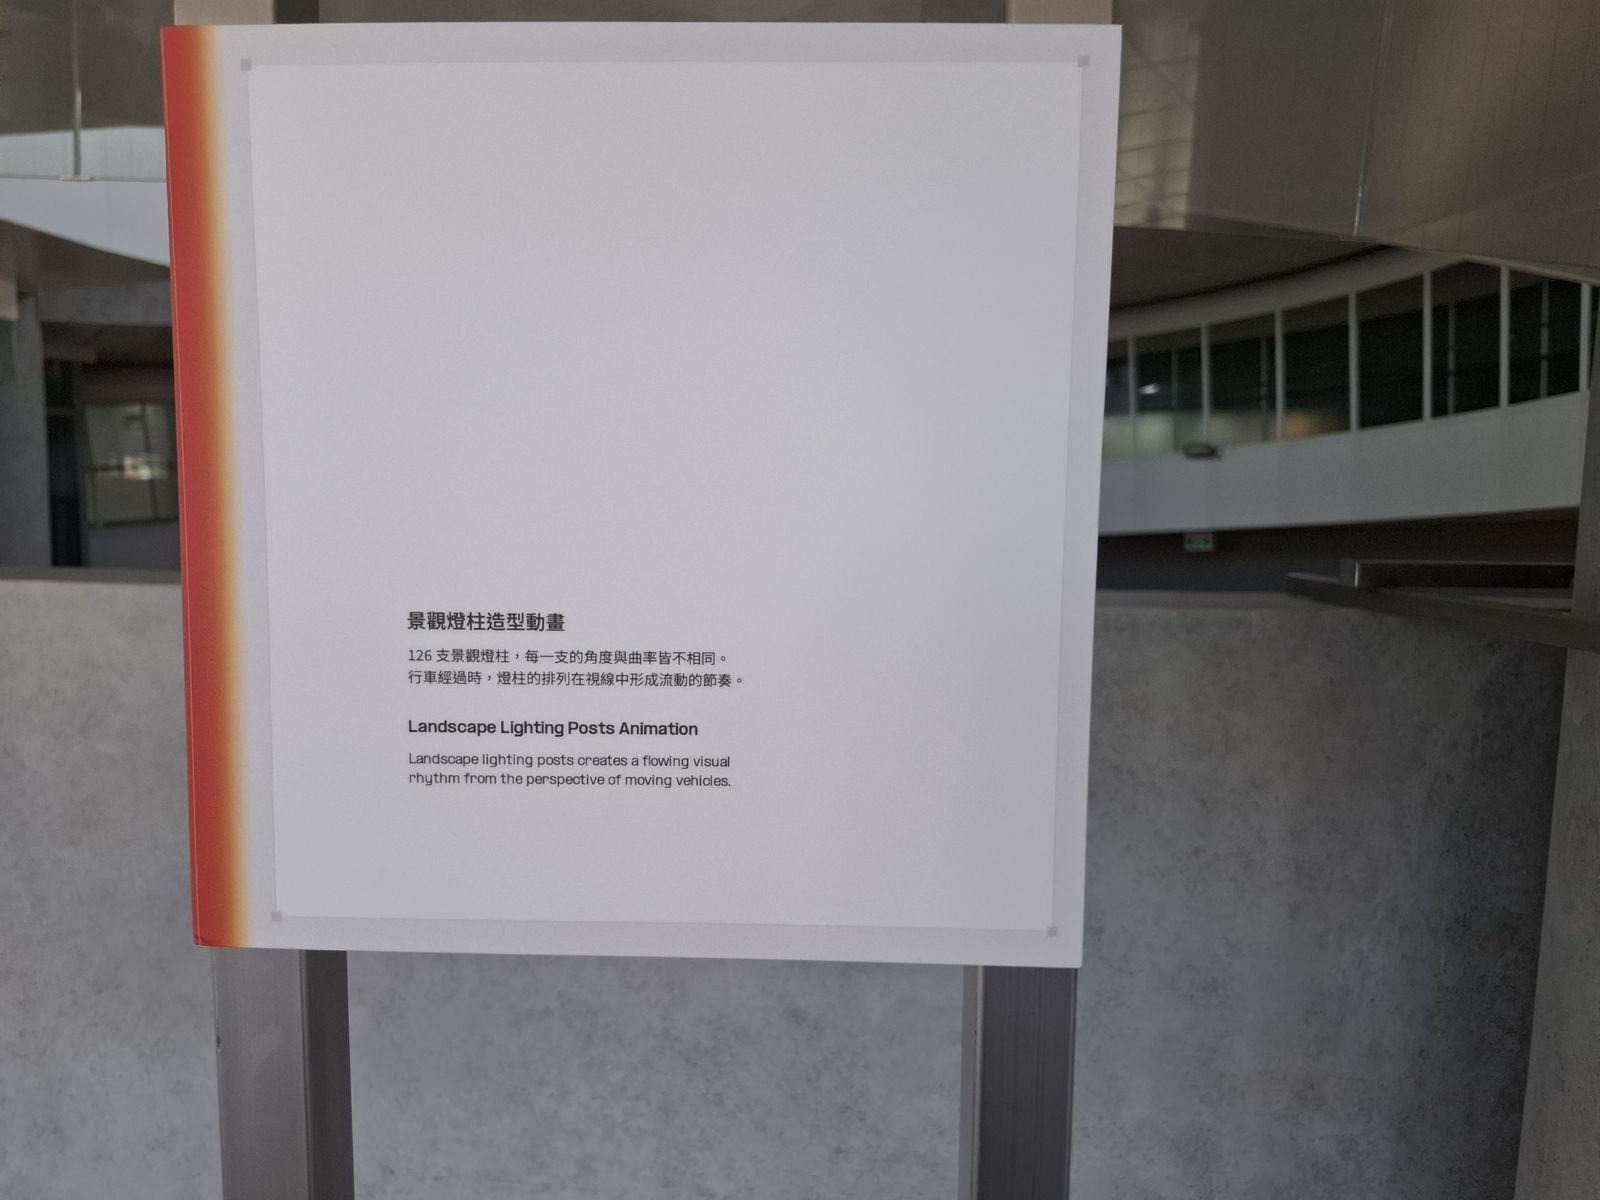 景觀燈柱造型動畫
126 支景觀燈柱，每一支的角度與曲率皆不相同。
行車經過時，燈柱的排列在視線中形成流動的節奏。
Landscape Lighting Posts Animation
Landscape lighting posts creates a flowing visual
rhythm from the perspective of moving vehicles.